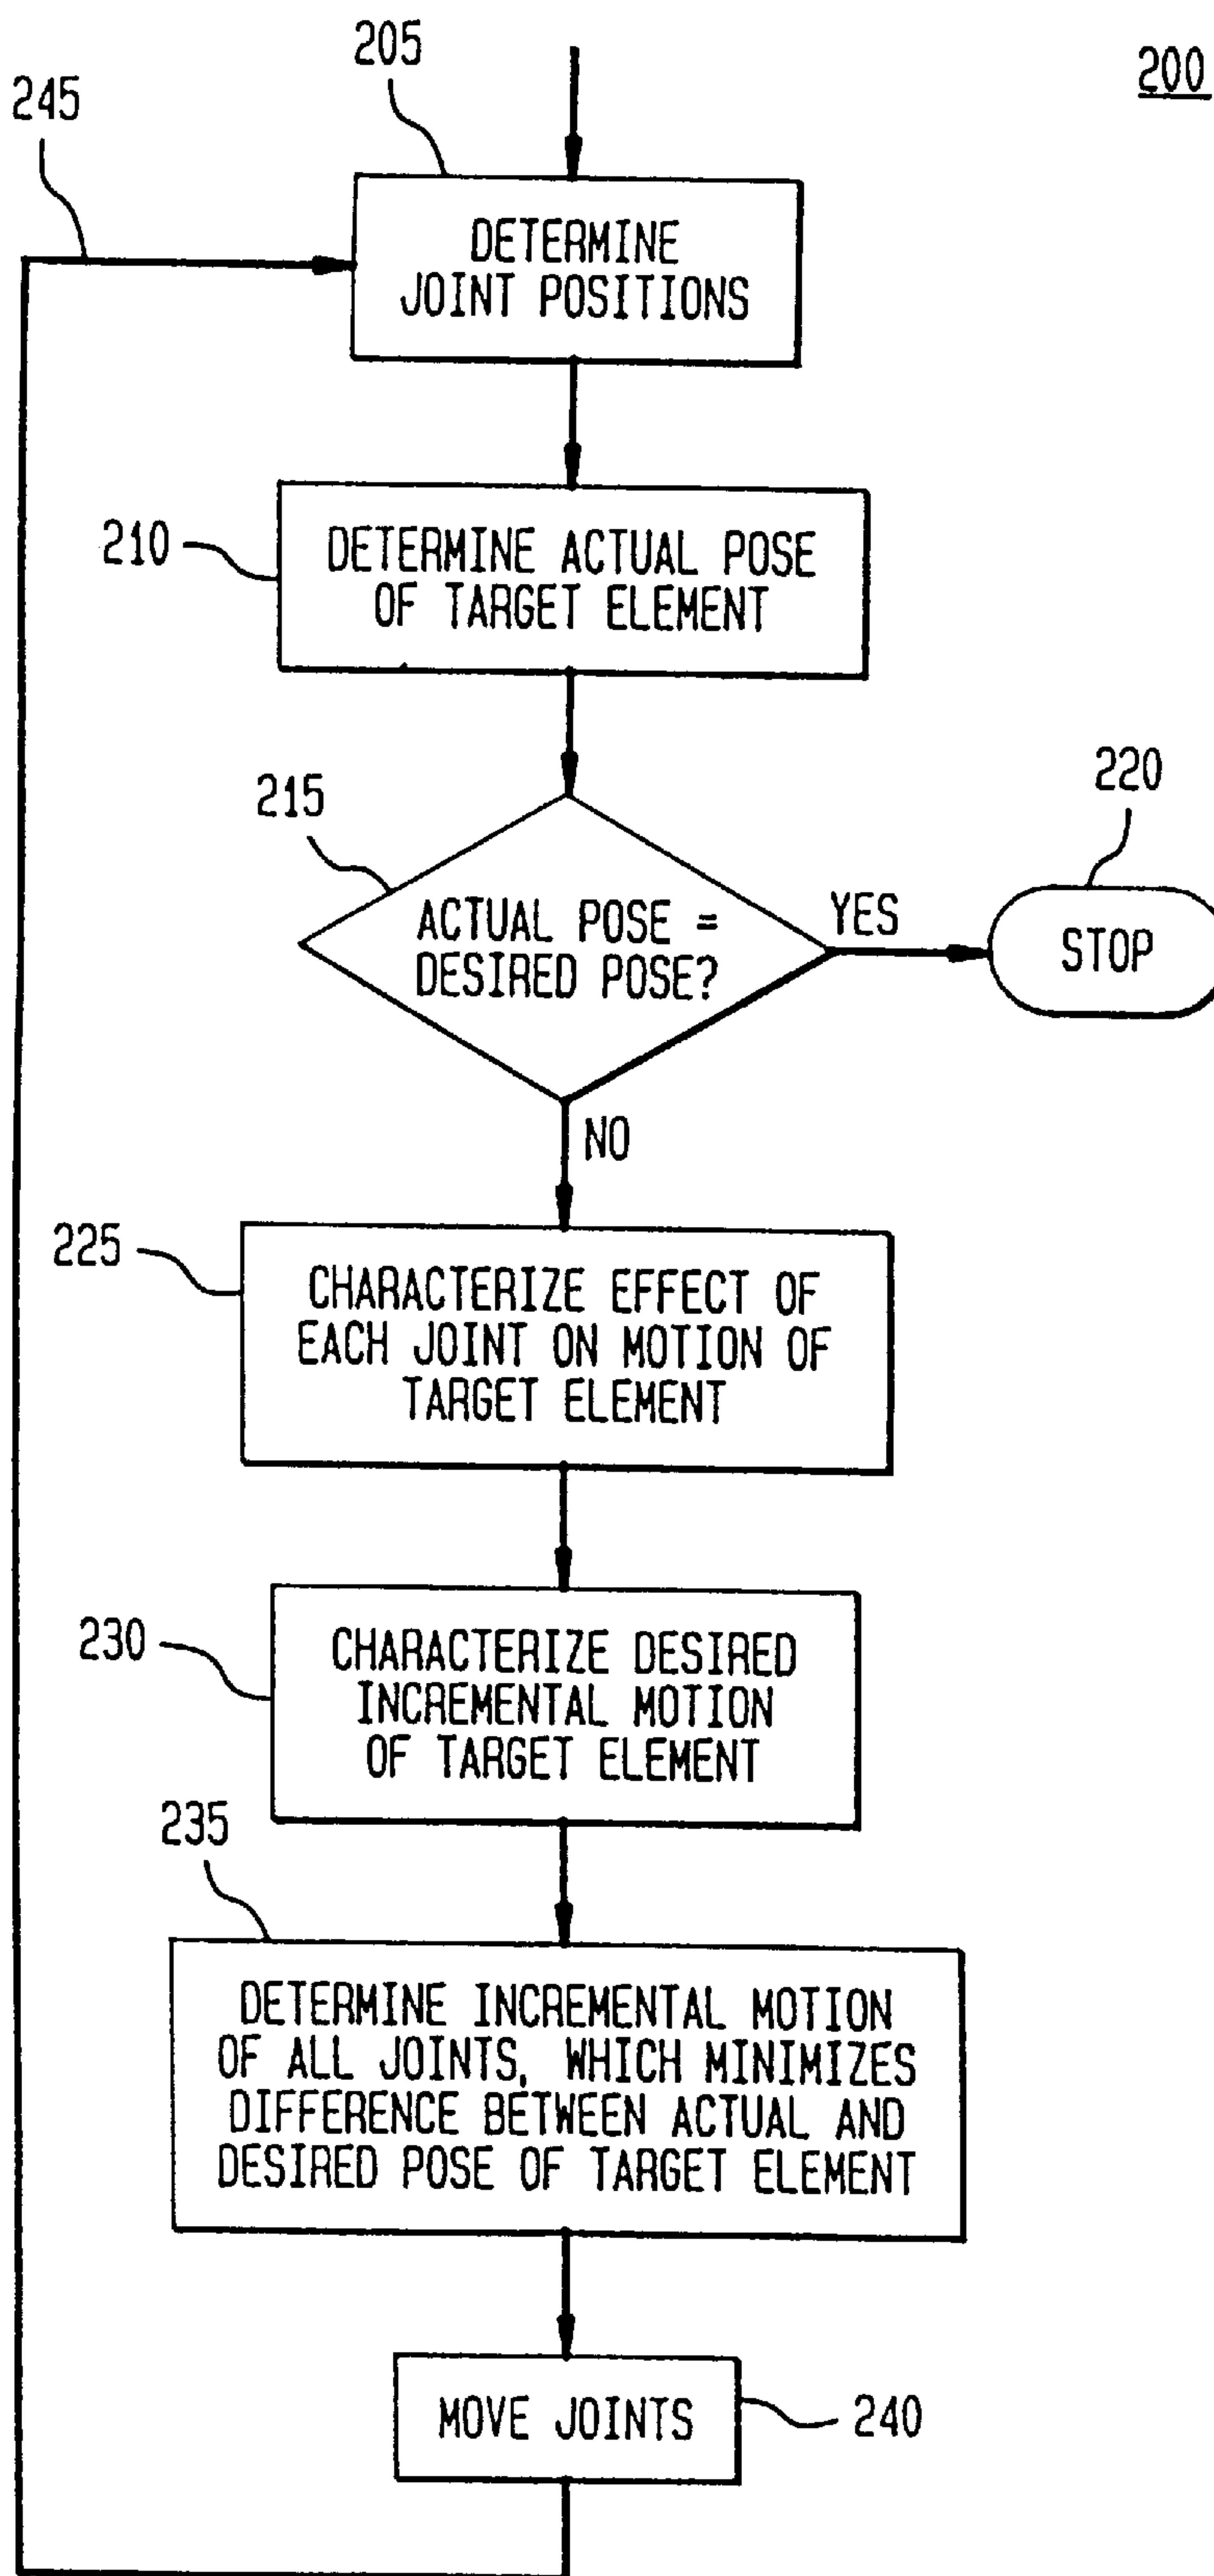 200
205
245
DETERMINE
JOINT POSITIONS
210
DETERMINE ACTUAL POSE
OF TARGET ELEMENT
215
ACTUAL POSE =
DESIRED POSE?
YES
220
STOP
NO
225
CHARACTERIZE EFFECT OF
EACH JOINT ON MOTION OF
TARGET ELEMENT
230
CHARACTERIZE DESIRED
INCREMENTAL MOTION
OF TARGET ELEMENT
235
DETERMINE INCREMENTAL MOTION
OF ALL JOINTS, WHICH MINIMIZES
DIFFERENCE BETWEEN ACTUAL AND
DESIRED POSE OF TARGET ELEMENT
MOVE JOINTS
240